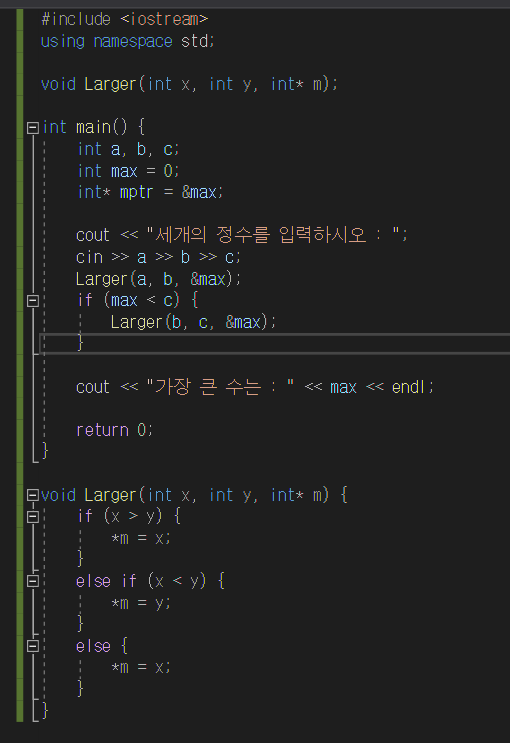 #include <iostream>
using namespace std;
void Larger(int x, int y, int* m);
int main() {
int a, b, c;
int max = 0;
int* mptr = &max;
cout << "세개의 정수를 입력하시오 : ";
cin >> a >> b >> c;
Larger(a, b, &max);
if (max < c) {
Larger(b, c, &max);
}
cout << "가장 큰 수는 : " << max << endl;
return 0;
}
void Larger(int x, int y, int* m) {
if (x > y) {
*m = x;
}
else if (x < y) {
*m = y;
}
else {
*m = x;
}
}